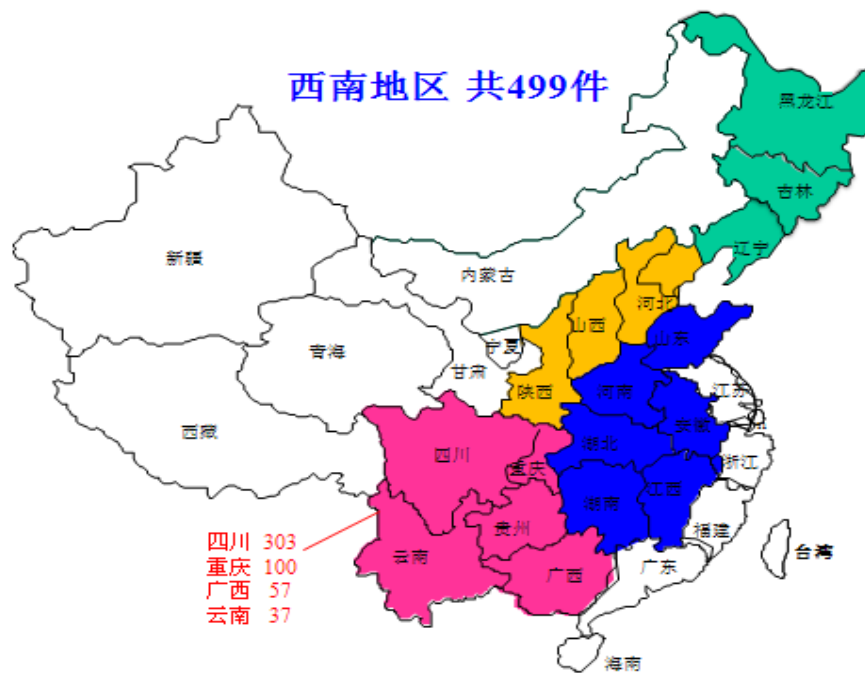 西南地区 共499件
黑龙江
吉林
辽宁
新疆
内蒙古
河北
山西
山东
宁夏
青海
甘肃
陕西
河南
江苏
西藏
安徽
四川
重庆
湖北
浙江
江西
湖南
贵州
福建
云南
广西
广东
台湾
海南
四川 303
重庆 100
广西 57
云南 37